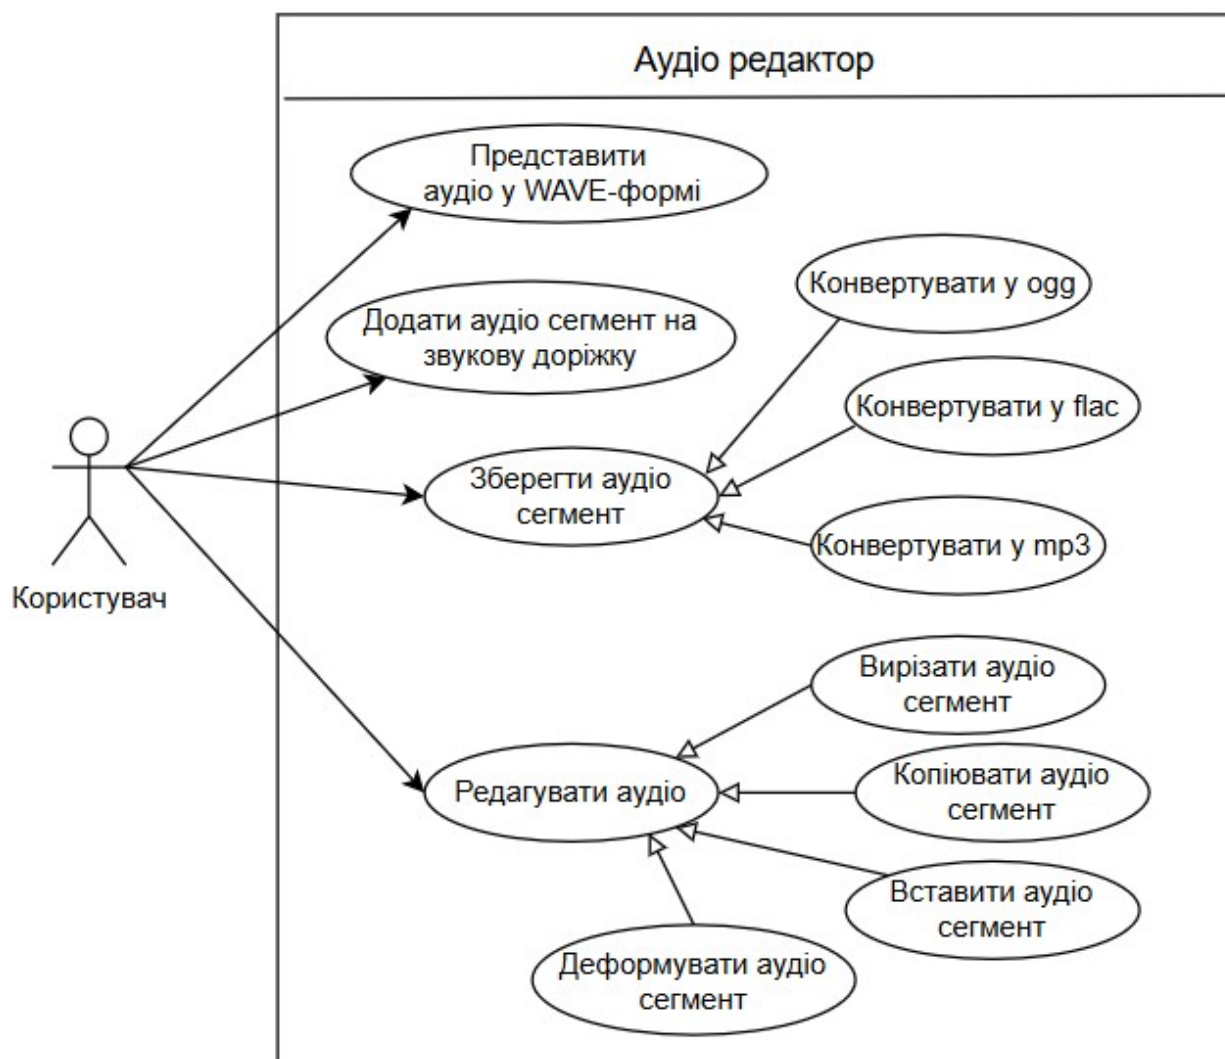 Аудіо редактор
Представити
аудіо у WAVE-формі
Конвертувати у ogg
Додати аудіо сегмент на
звукову доріжку
Конвертувати у flac
Зберегти аудіо
сегмент
Конвертувати у mp3
Користувач
Вирізати аудіо
сегмент
Редагувати аудіо
Копіювати аудіо
сегмент
Вставити аудіо
сегмент
Деформувати аудіо
сегмент